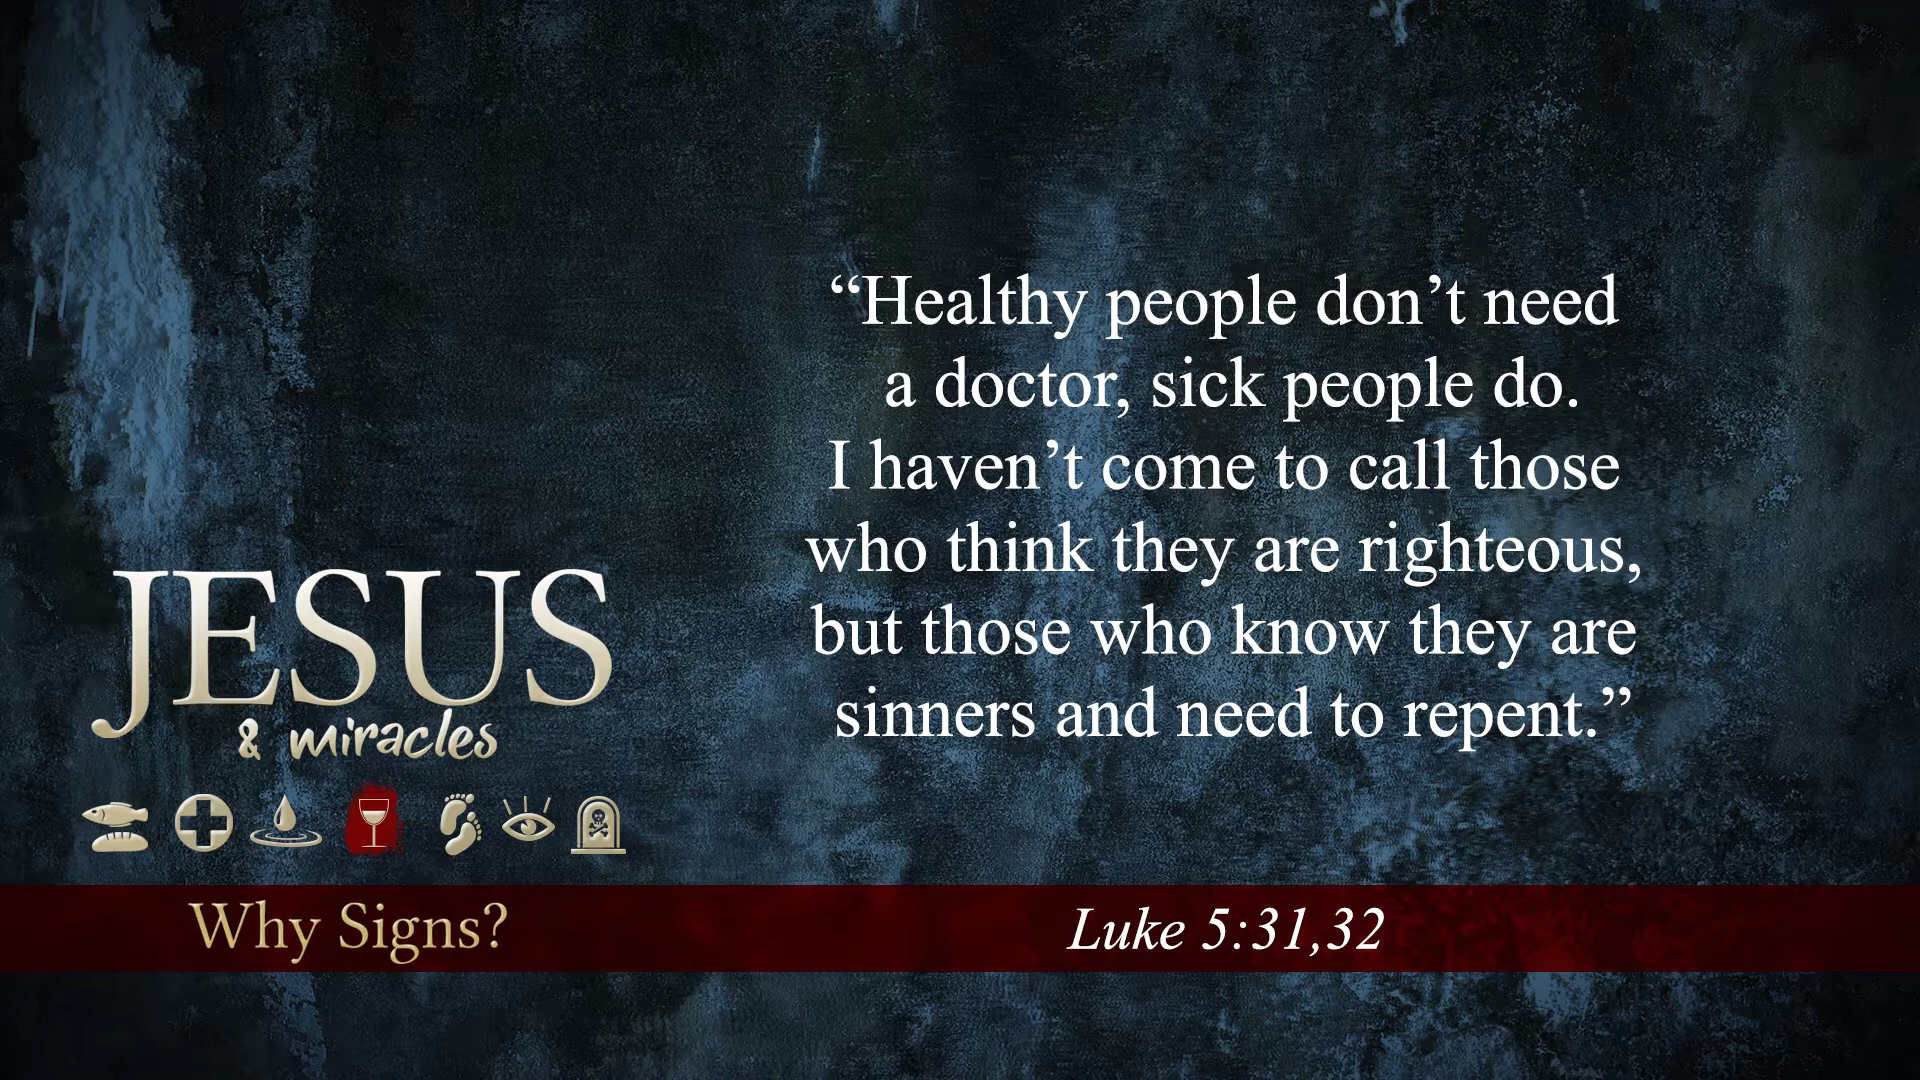 “Healthy people don’t need
a doctor, sick people do.
I haven’t come to call those
who think they are righteous,
but those who know they are
sinners and need to repent.”
JESUS
& miracles
Why Signs?
Luke 5:31,32